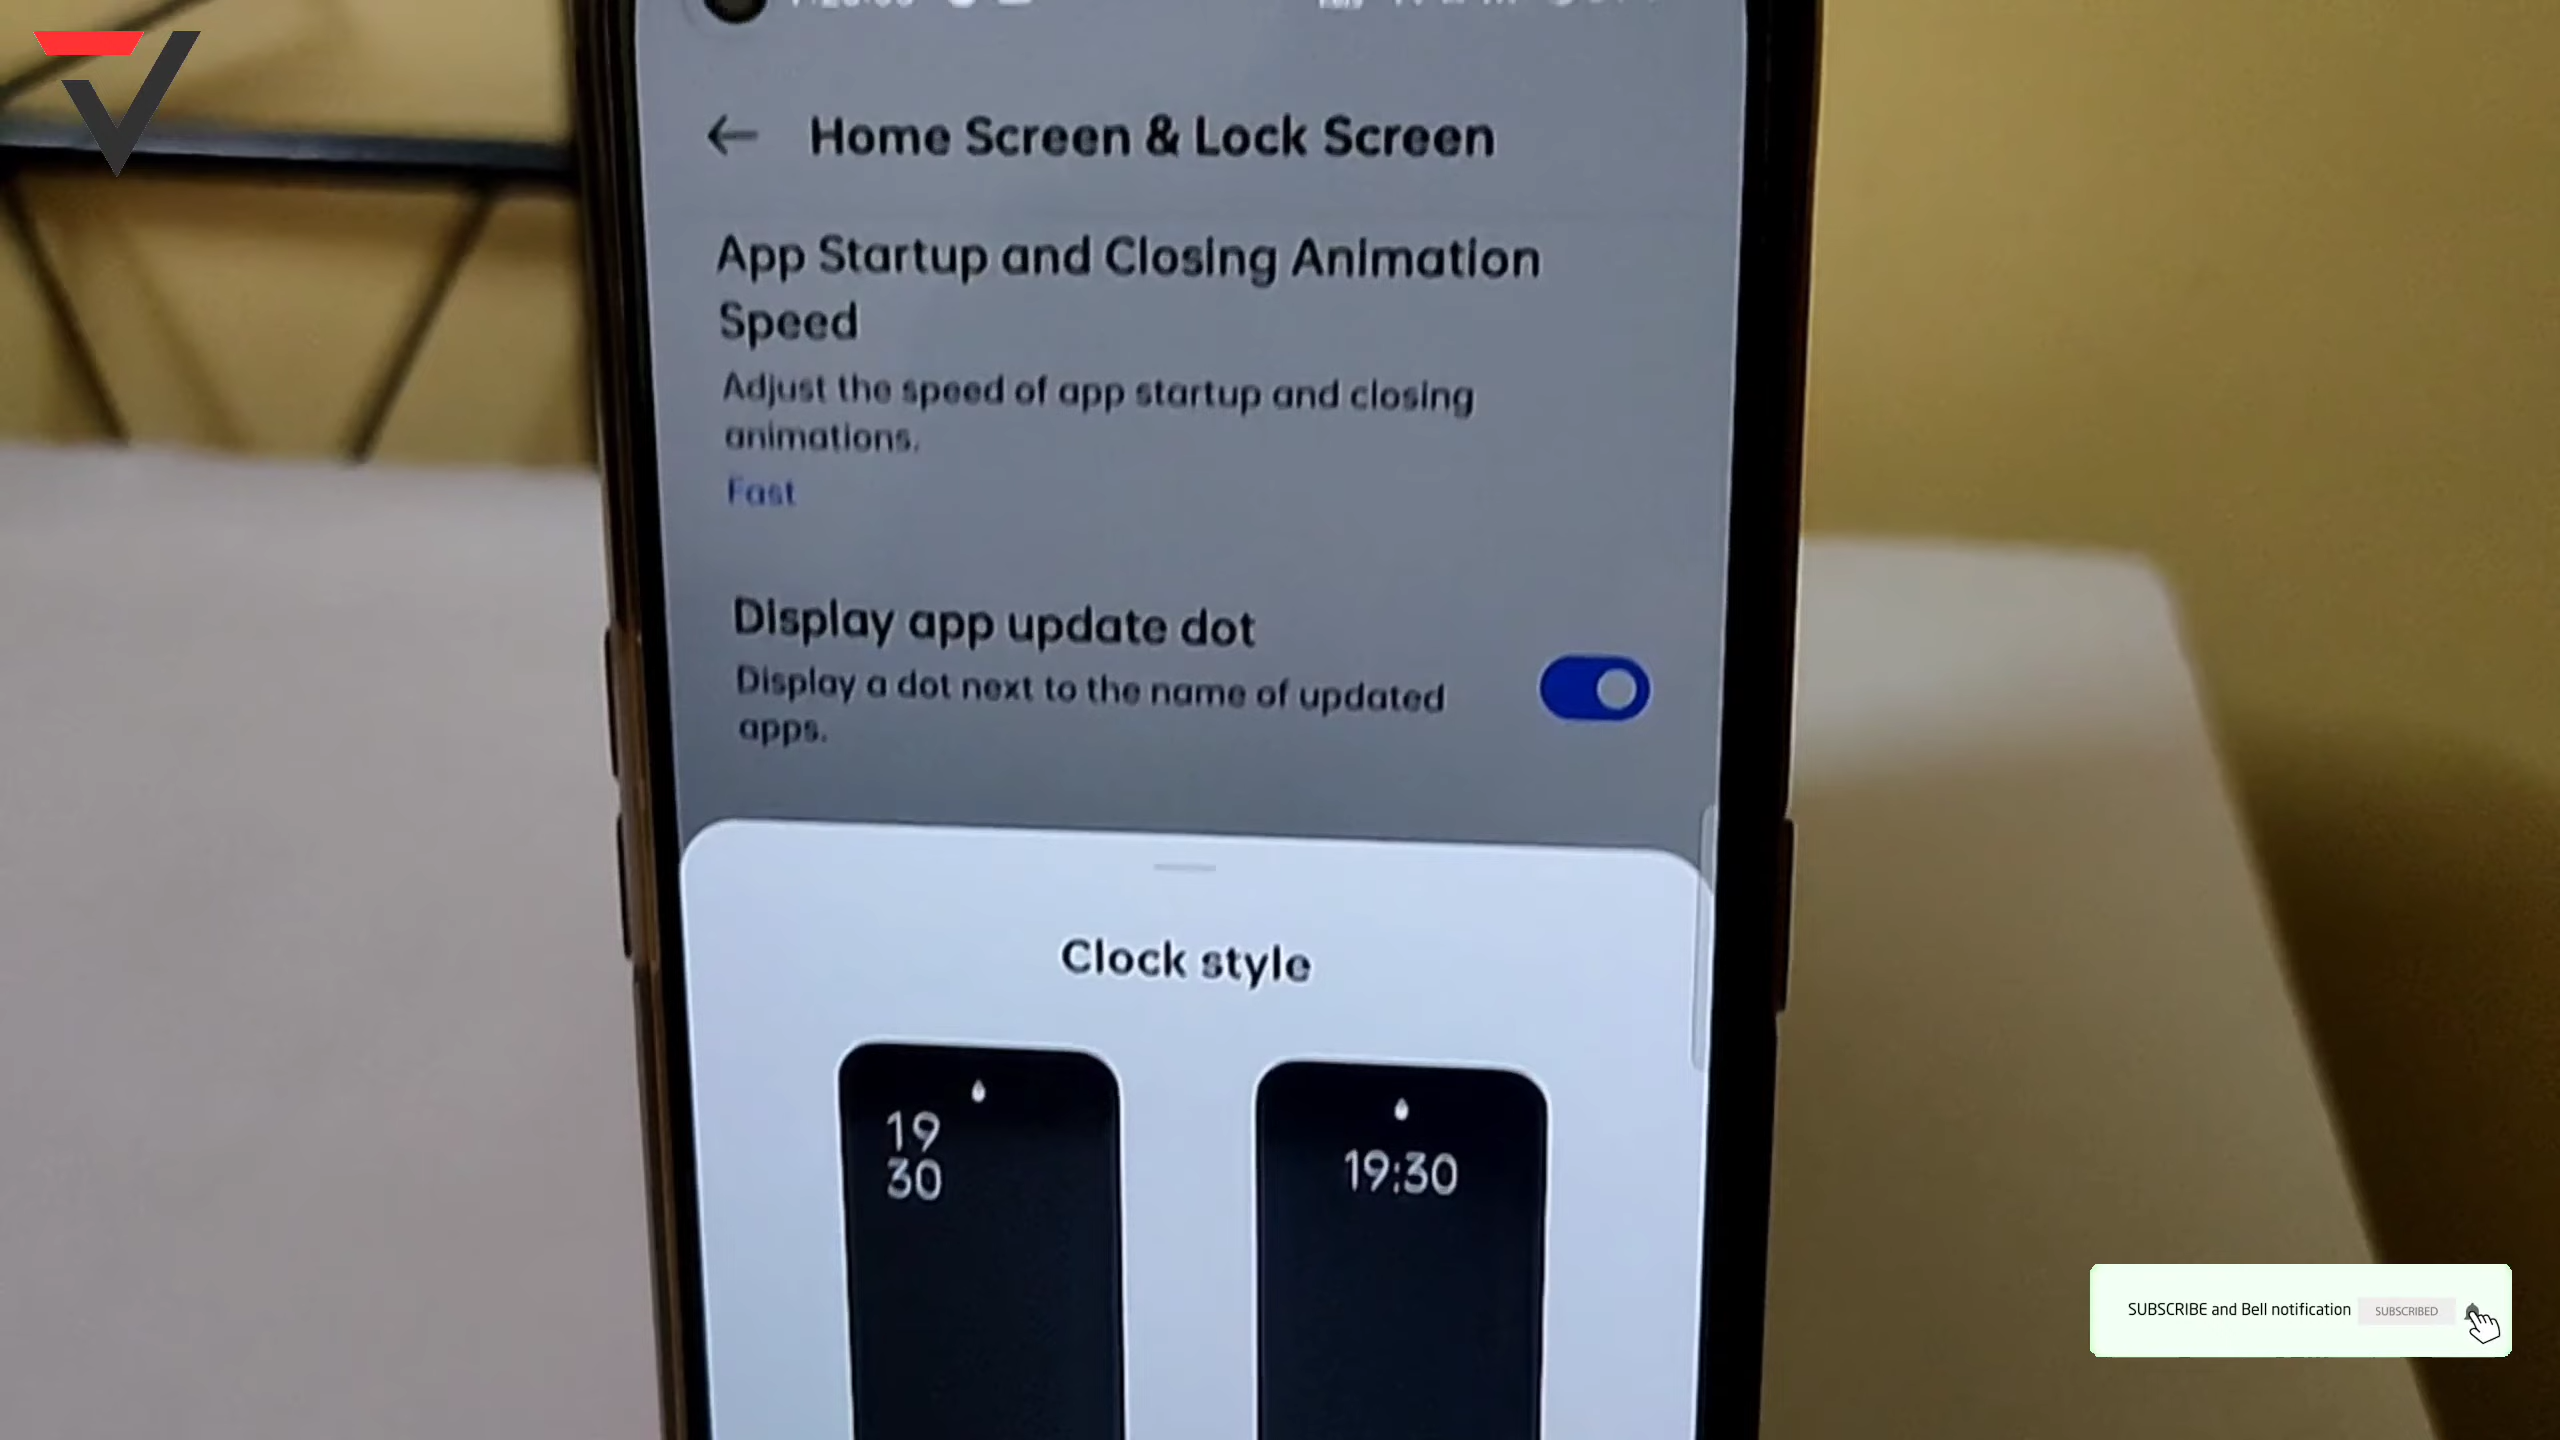 Home Screen & Lock Screen
App Startup and Closing Animation
Speed
Adjust the speed of app startup and closing
animations.
Fast
Display app update dot
Display a dot next to the name of updated
apps.
Clock style
19
30
19:30
SUBSCRIBE and Bell notification
SUBSCRIBED